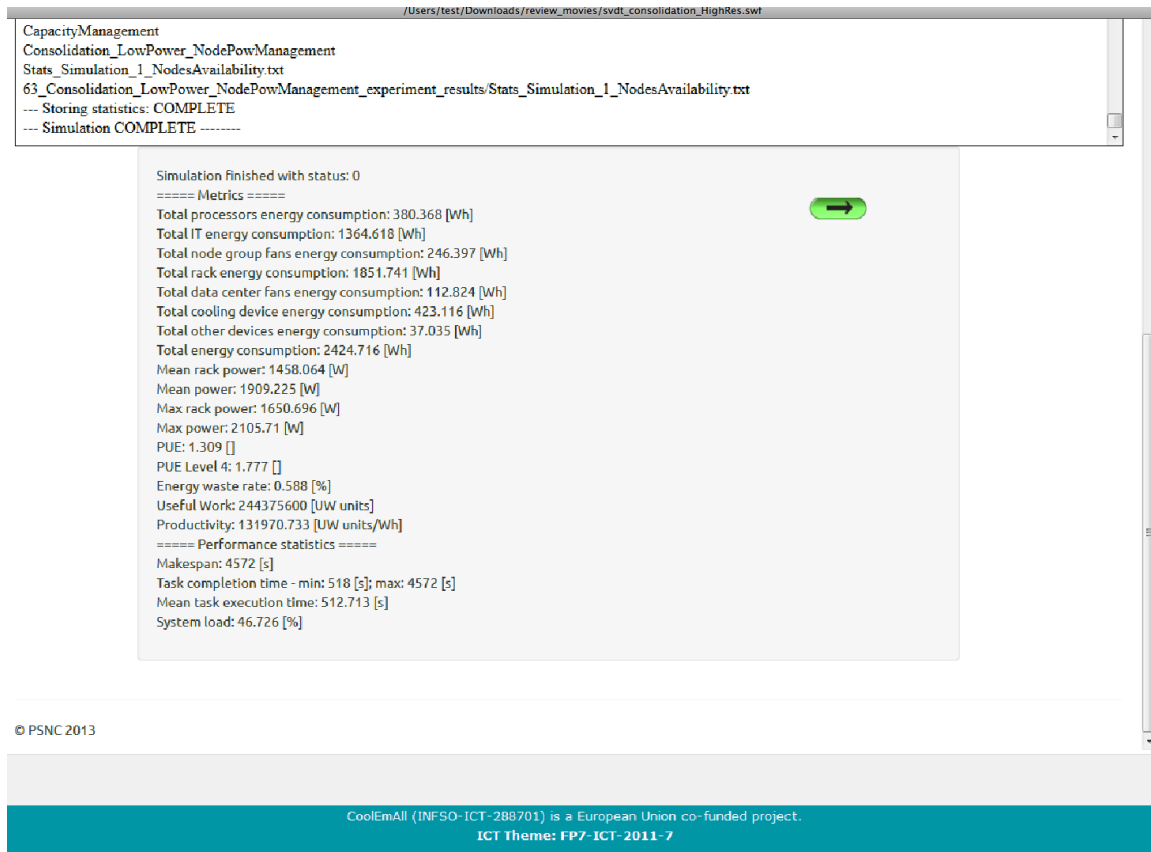 /Users/test/Downloads/review_movies/svdt_consolidation_HighRes.swf
CapacityManagement
Consolidation_LowPower_NodePowManagement
Stats_Simulation_1_NodesAvailability.txt
63_Consolidation_LowPower_NodePowManagement_experiment_results/Stats_Simulation_1_NodesAvailability.txt
--- Storing statistics: COMPLETE
--- Simulation COMPLETE --------
Simulation finished with status: 0
===== Metrics =====
Total processors energy consumption: 380.368 [Wh]
Total IT energy consumption: 1364.618 [Wh]
Total node group fans energy consumption: 246.397 [Wh]
Total rack energy consumption: 1851.741 [Wh]
Total data center fans energy consumption: 112.824 [Wh]
Total cooling device energy consumption: 423.116 [Wh]
Total other devices energy consumption: 37.035 [Wh]
Total energy consumption: 2424.716 [Wh]
Mean rack power: 1458.064 [W]
Mean power: 1909.225 [W]
Max rack power: 1650.696 [W]
Max power: 2105.71 [W]
PUE: 1.309 []
PUE Level 4: 1.777 []
Energy waste rate: 0.588 [%]
Useful Work: 244375600 [UW units]
Productivity: 131970.733 [UW units/Wh]
===== Performance statistics =====
Makespan: 4572 [s]
Task completion time - min: 518 [s]; max: 4572 [s]
Mean task execution time: 512.713 [s]
System load: 46.726 [%]
© PSNC 2013
CoolEmAll (INFSO-ICT-288701) is a European Union co-funded project.
ICT Theme: FP7-ICT-2011-7